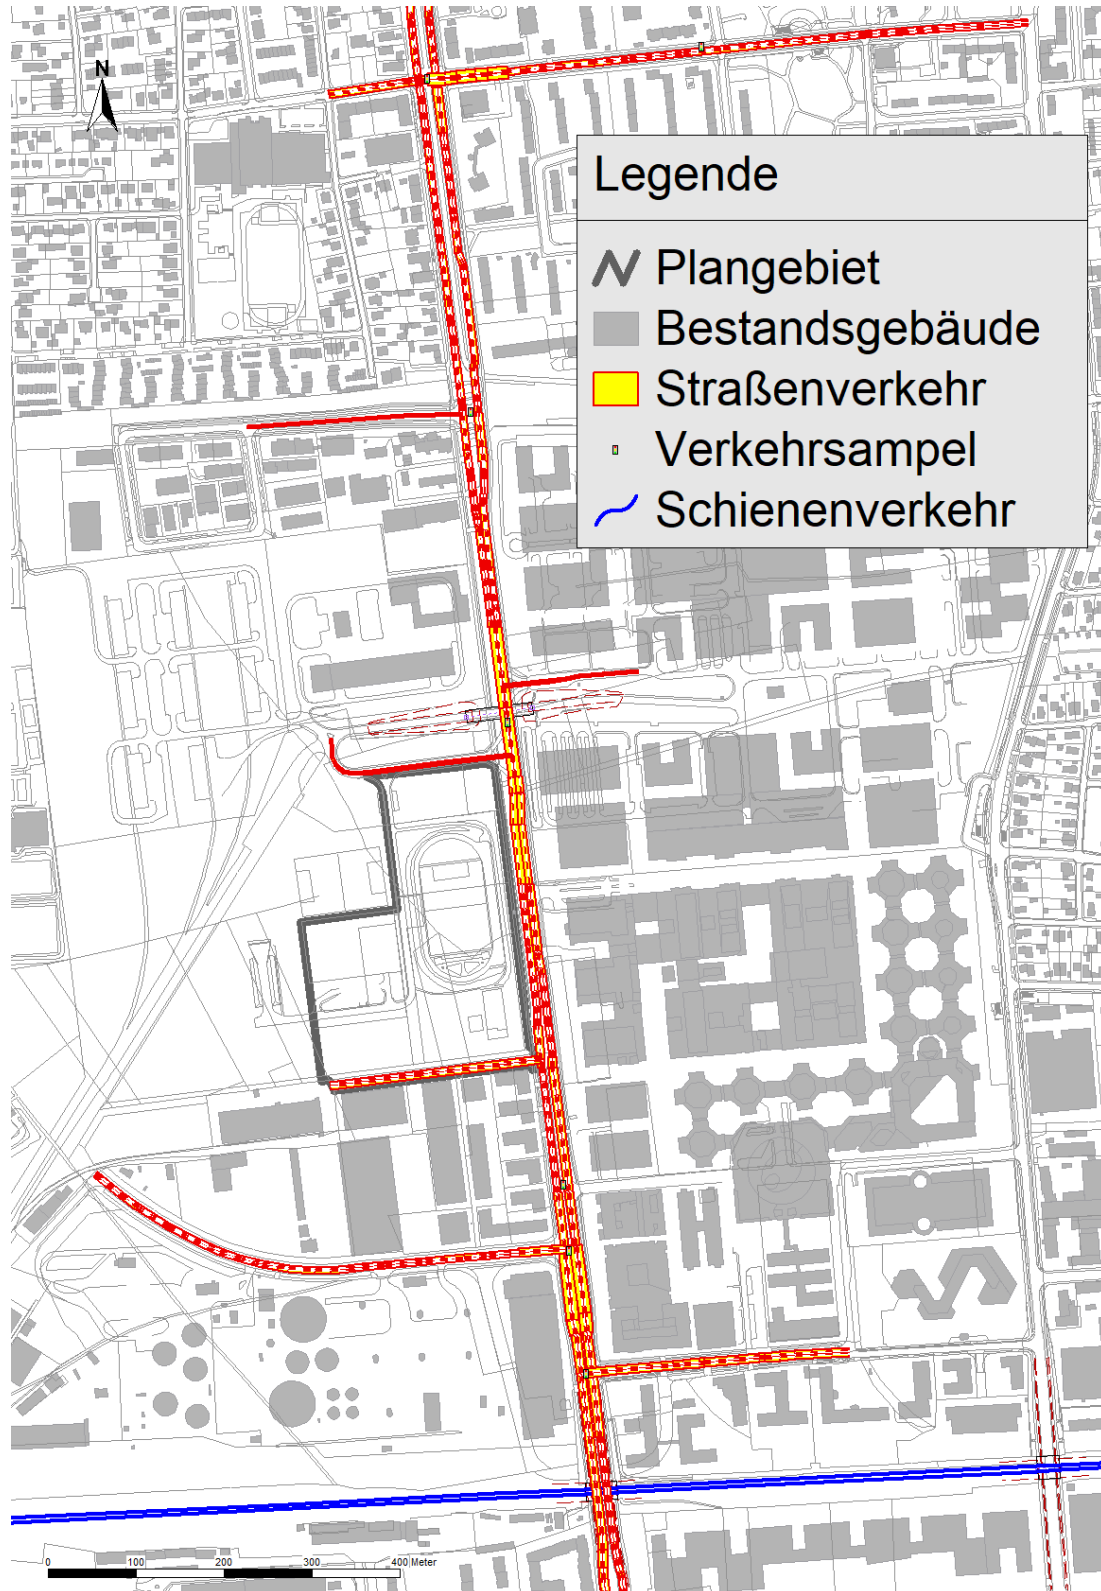 N
Legende
Plangebiet
Bestandsgebäude
Straßenverkehr
Verkehrsampel
Schienenverkehr
0 100 200 300 400 Meter